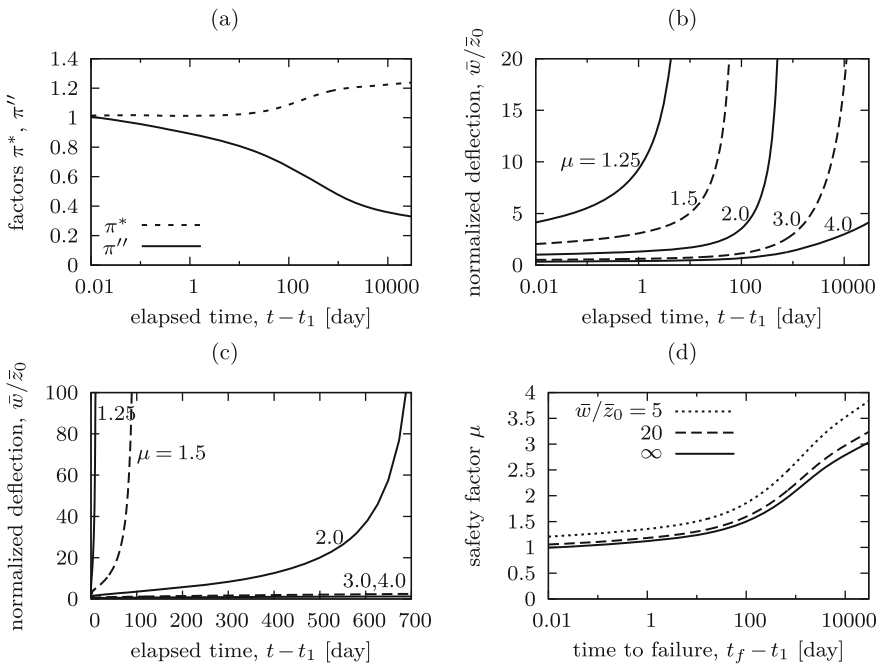 (a)
factors π*, π′′
1.4
1.2
1
0.8
0.6
0.4
0.2
0
π*
π′′
0.01 1 100 10000
elapsed time, t − t₁ [day]
(b)
normalized deflection, w̄/z̄₀
20
15
10
5
0
μ = 1.25
1.5
2.0
3.0
4.0
0.01 1 100 10000
elapsed time, t − t₁ [day]
(c)
normalized deflection, w̄/z̄₀
100
80
60
40
20
0
1.25
μ = 1.5
2.0
3.0,4.0
0 100 200 300 400 500 600 700
elapsed time, t − t₁ [day]
(d)
safety factor μ
4
3.5
3
2.5
2
1.5
1
0.5
0
w̄/z̄₀ = 5
20
∞
0.01 1 100 10000
time to failure, t_f − t₁ [day]